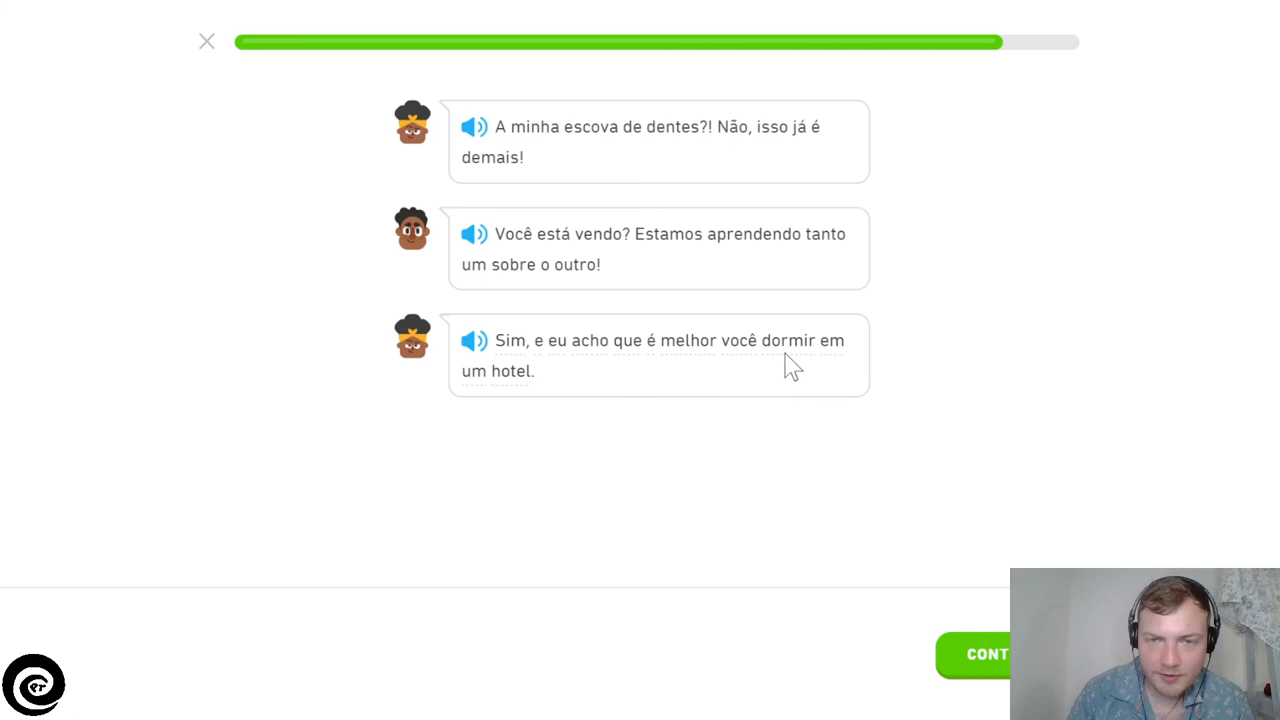 A minha escova de dentes?! Não, isso já é
demais!
Você está vendo? Estamos aprendendo tanto
um sobre o outro!
Sim, e eu acho que é melhor você dormir em
um hotel.
CONT